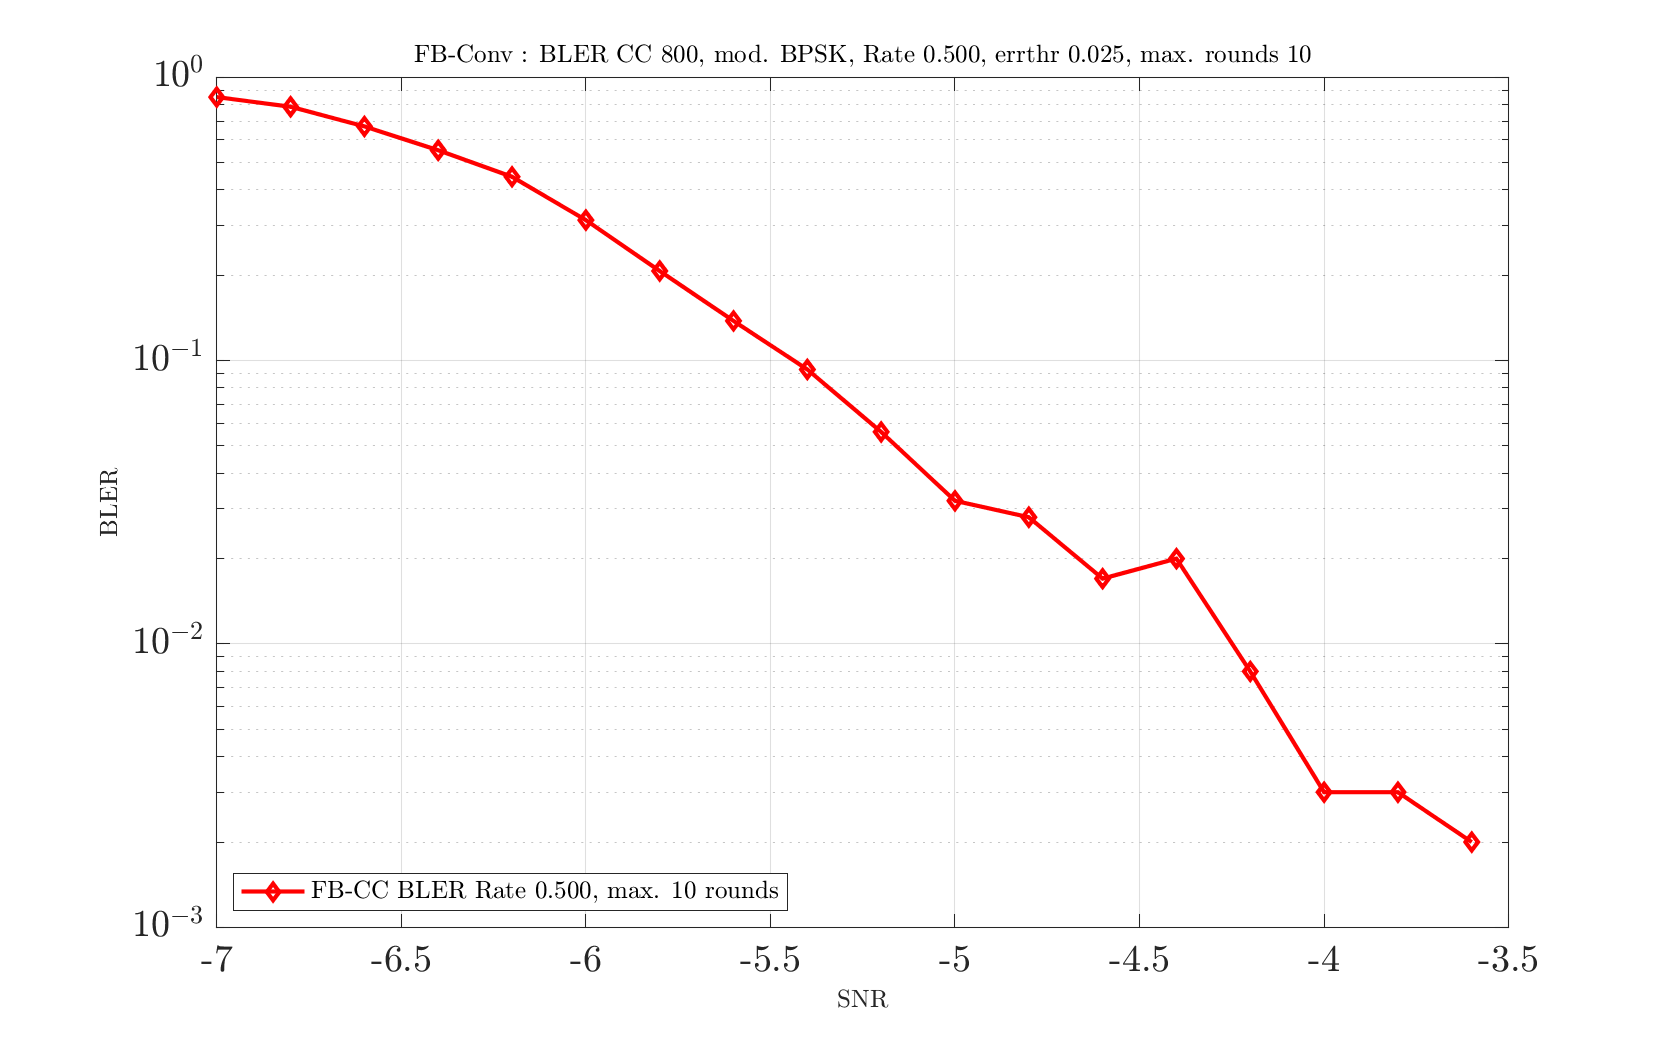 FB-Conv : BLER CC 800, mod. BPSK, Rate 0.500, errthr 0.025, max. rounds 10
10^0
10^−1
10^−2
10^−3
BLER
FB-CC BLER Rate 0.500, max. 10 rounds
-7 -6.5 -6 -5.5 -5 -4.5 -4 -3.5
SNR